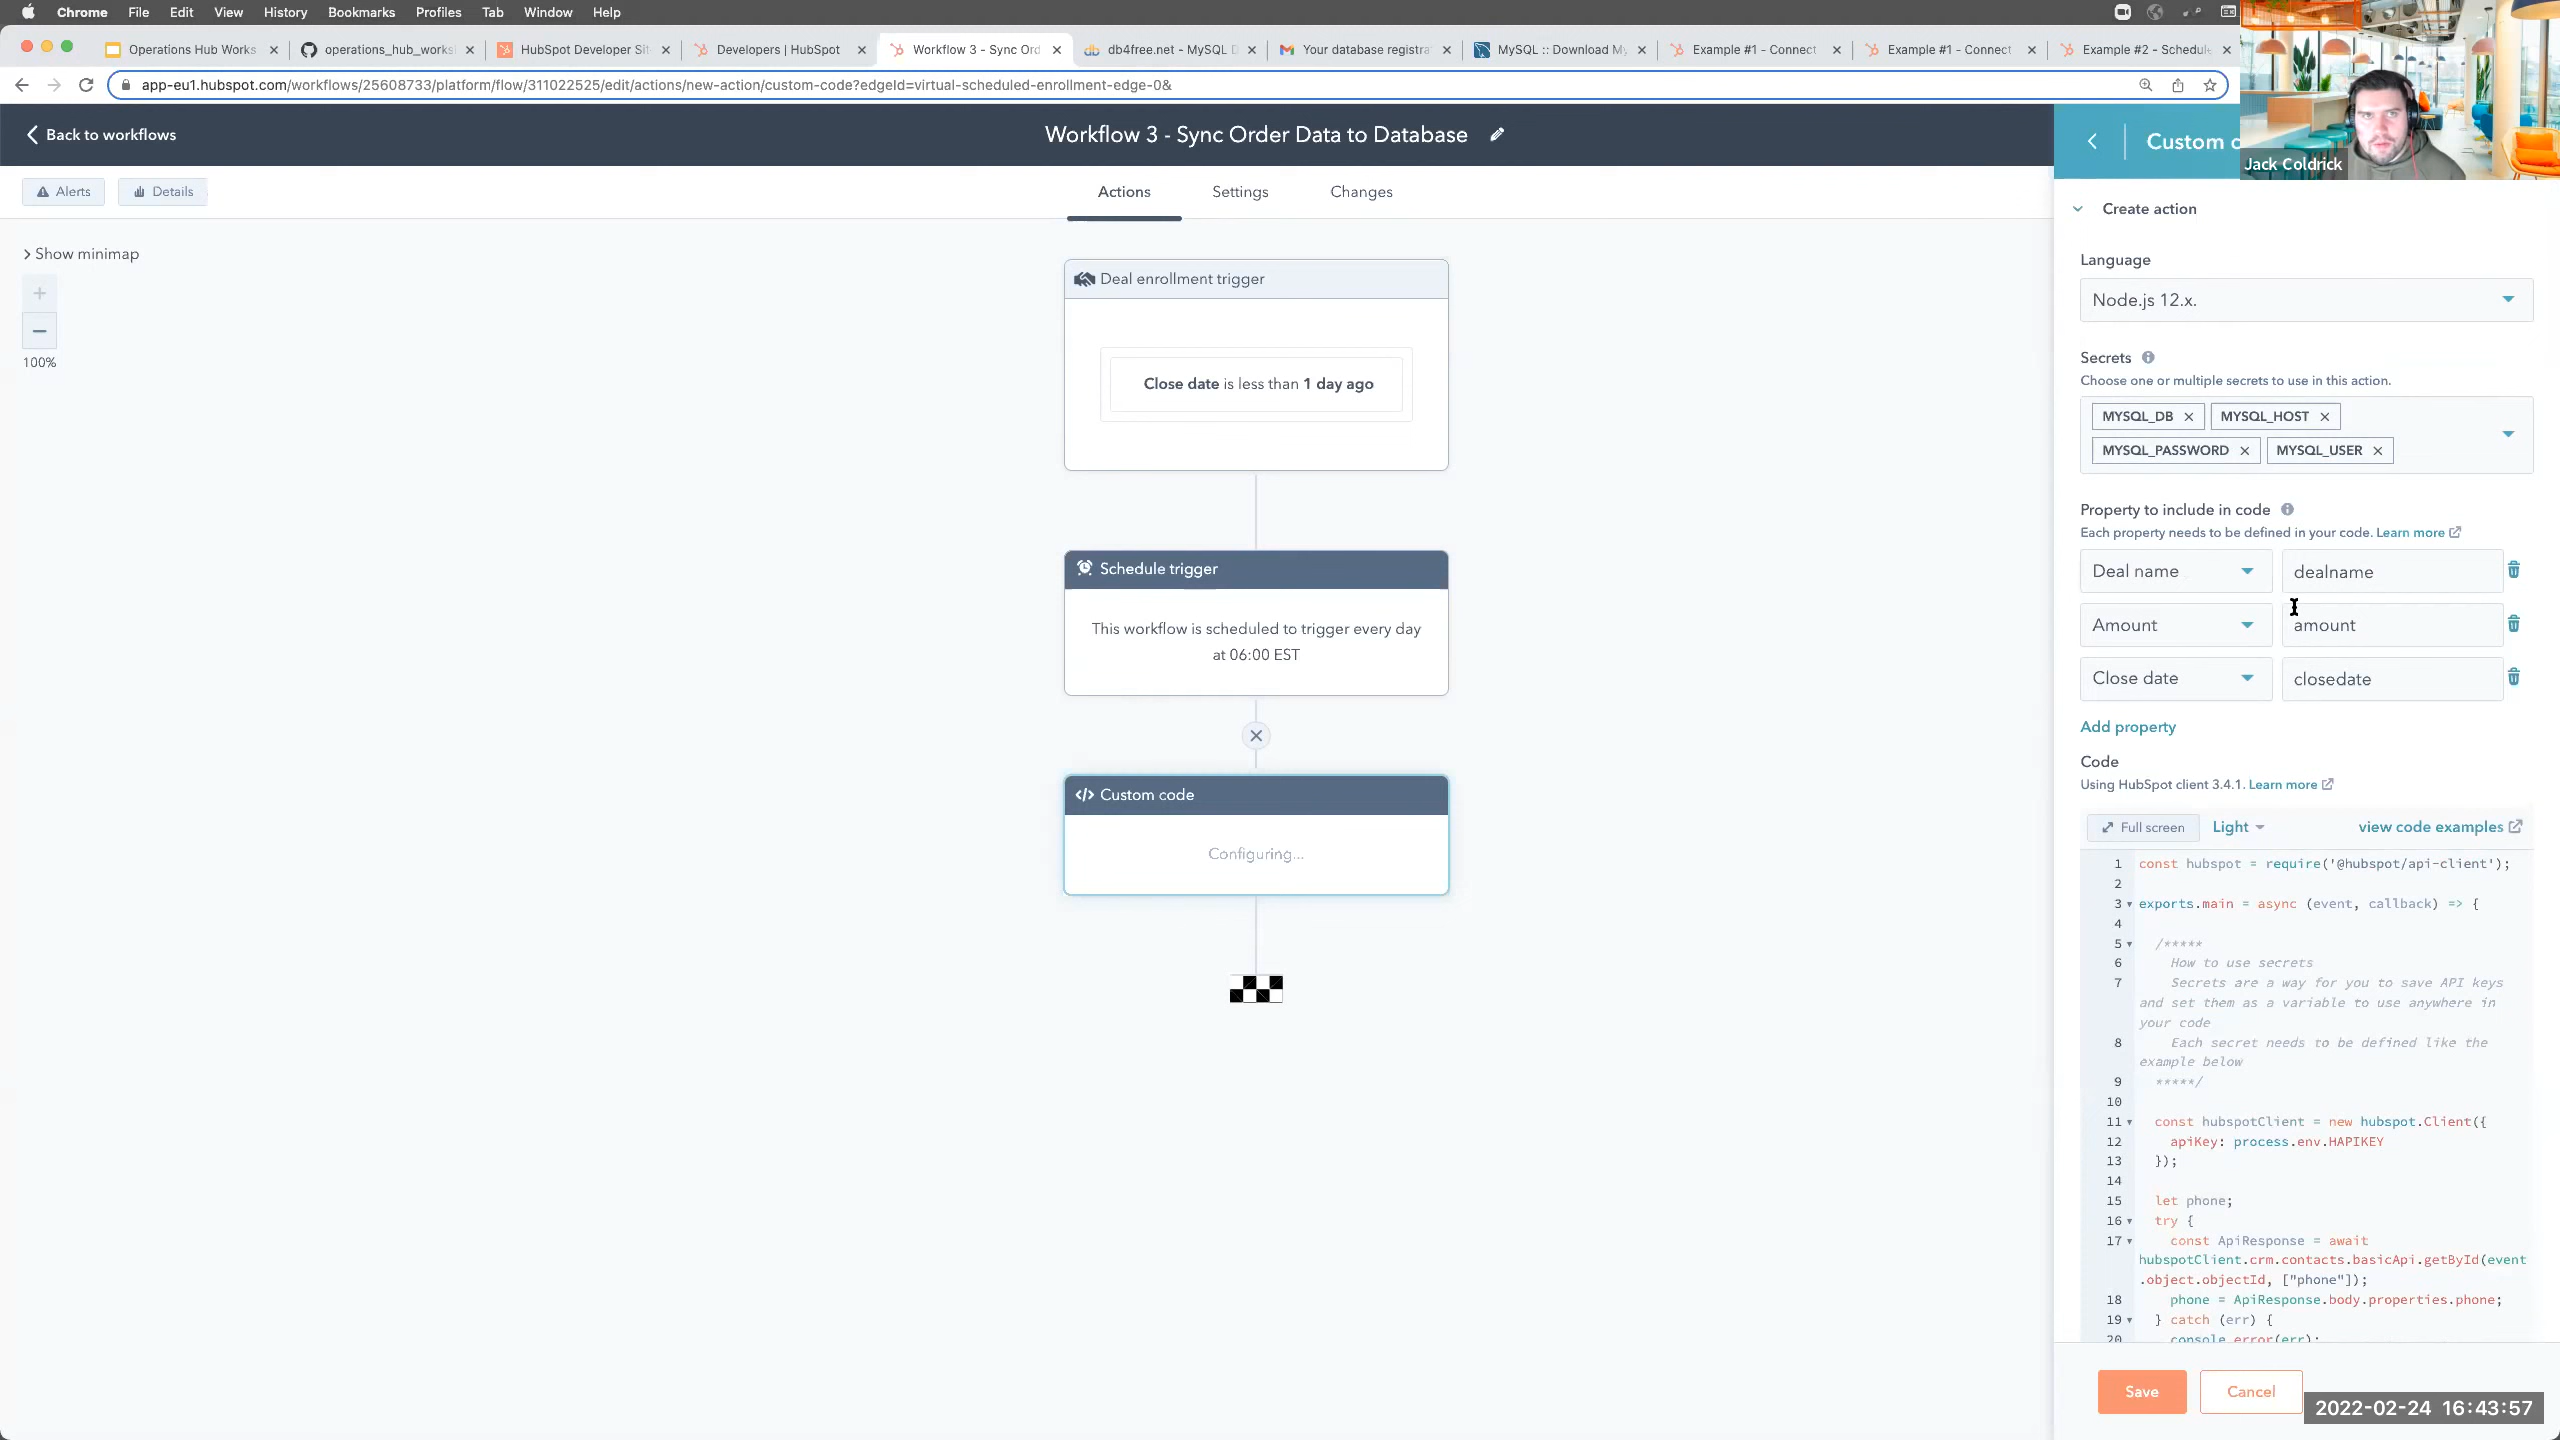 Chrome File Edit View History Bookmarks Profiles Tab Window Help
Operations Hub Works
operations_hub_works
HubSpot Developer Sit
Developers | HubSpot
Workflow 3 - Sync Ord
db4free.net - MySQL D
Your database registra
MySQL :: Download My
Example #1 - Connect
Example #1 - Connect
Example #2 - Schedule
app-eu1.hubspot.com/workflows/25608733/platform/flow/311022525/edit/actions/new-action/custom-code?edgeId=virtual-scheduled-enrollment-edge-0&
Back to workflows
Workflow 3 - Sync Order Data to Database
Custom c
Jack Coldrick
Alerts
Details
Actions
Settings
Changes
Show minimap
+
−
100%
Deal enrollment trigger
Close date is less than 1 day ago
Schedule trigger
This workflow is scheduled to trigger every day
at 06:00 EST
</> Custom code
Configuring...
Create action
Language
Node.js 12.x.
Secrets
Choose one or multiple secrets to use in this action.
MYSQL_DB
MYSQL_HOST
MYSQL_PASSWORD
MYSQL_USER
Property to include in code
Each property needs to be defined in your code. Learn more
Deal name
dealname
Amount
amount
Close date
closedate
Add property
Code
Using HubSpot client 3.4.1. Learn more
Full screen
Light
view code examples
1 const hubspot = require('@hubspot/api-client');
2
3 exports.main = async (event, callback) => {
4
5 /*****
6 How to use secrets
7 Secrets are a way for you to save API keys
and set them as a variable to use anywhere in
your code
8 Each secret needs to be defined like the
example below
9 *****/
10
11 const hubspotClient = new hubspot.Client({
12 apiKey: process.env.HAPIKEY
13 });
14
15 let phone;
16 try {
17 const ApiResponse = await
hubspotClient.crm.contacts.basicApi.getById(event
.object.objectId, ["phone"]);
18 phone = ApiResponse.body.properties.phone;
19 } catch (err) {
20 console.error(err);
Save
Cancel
2022-02-24 16:43:57